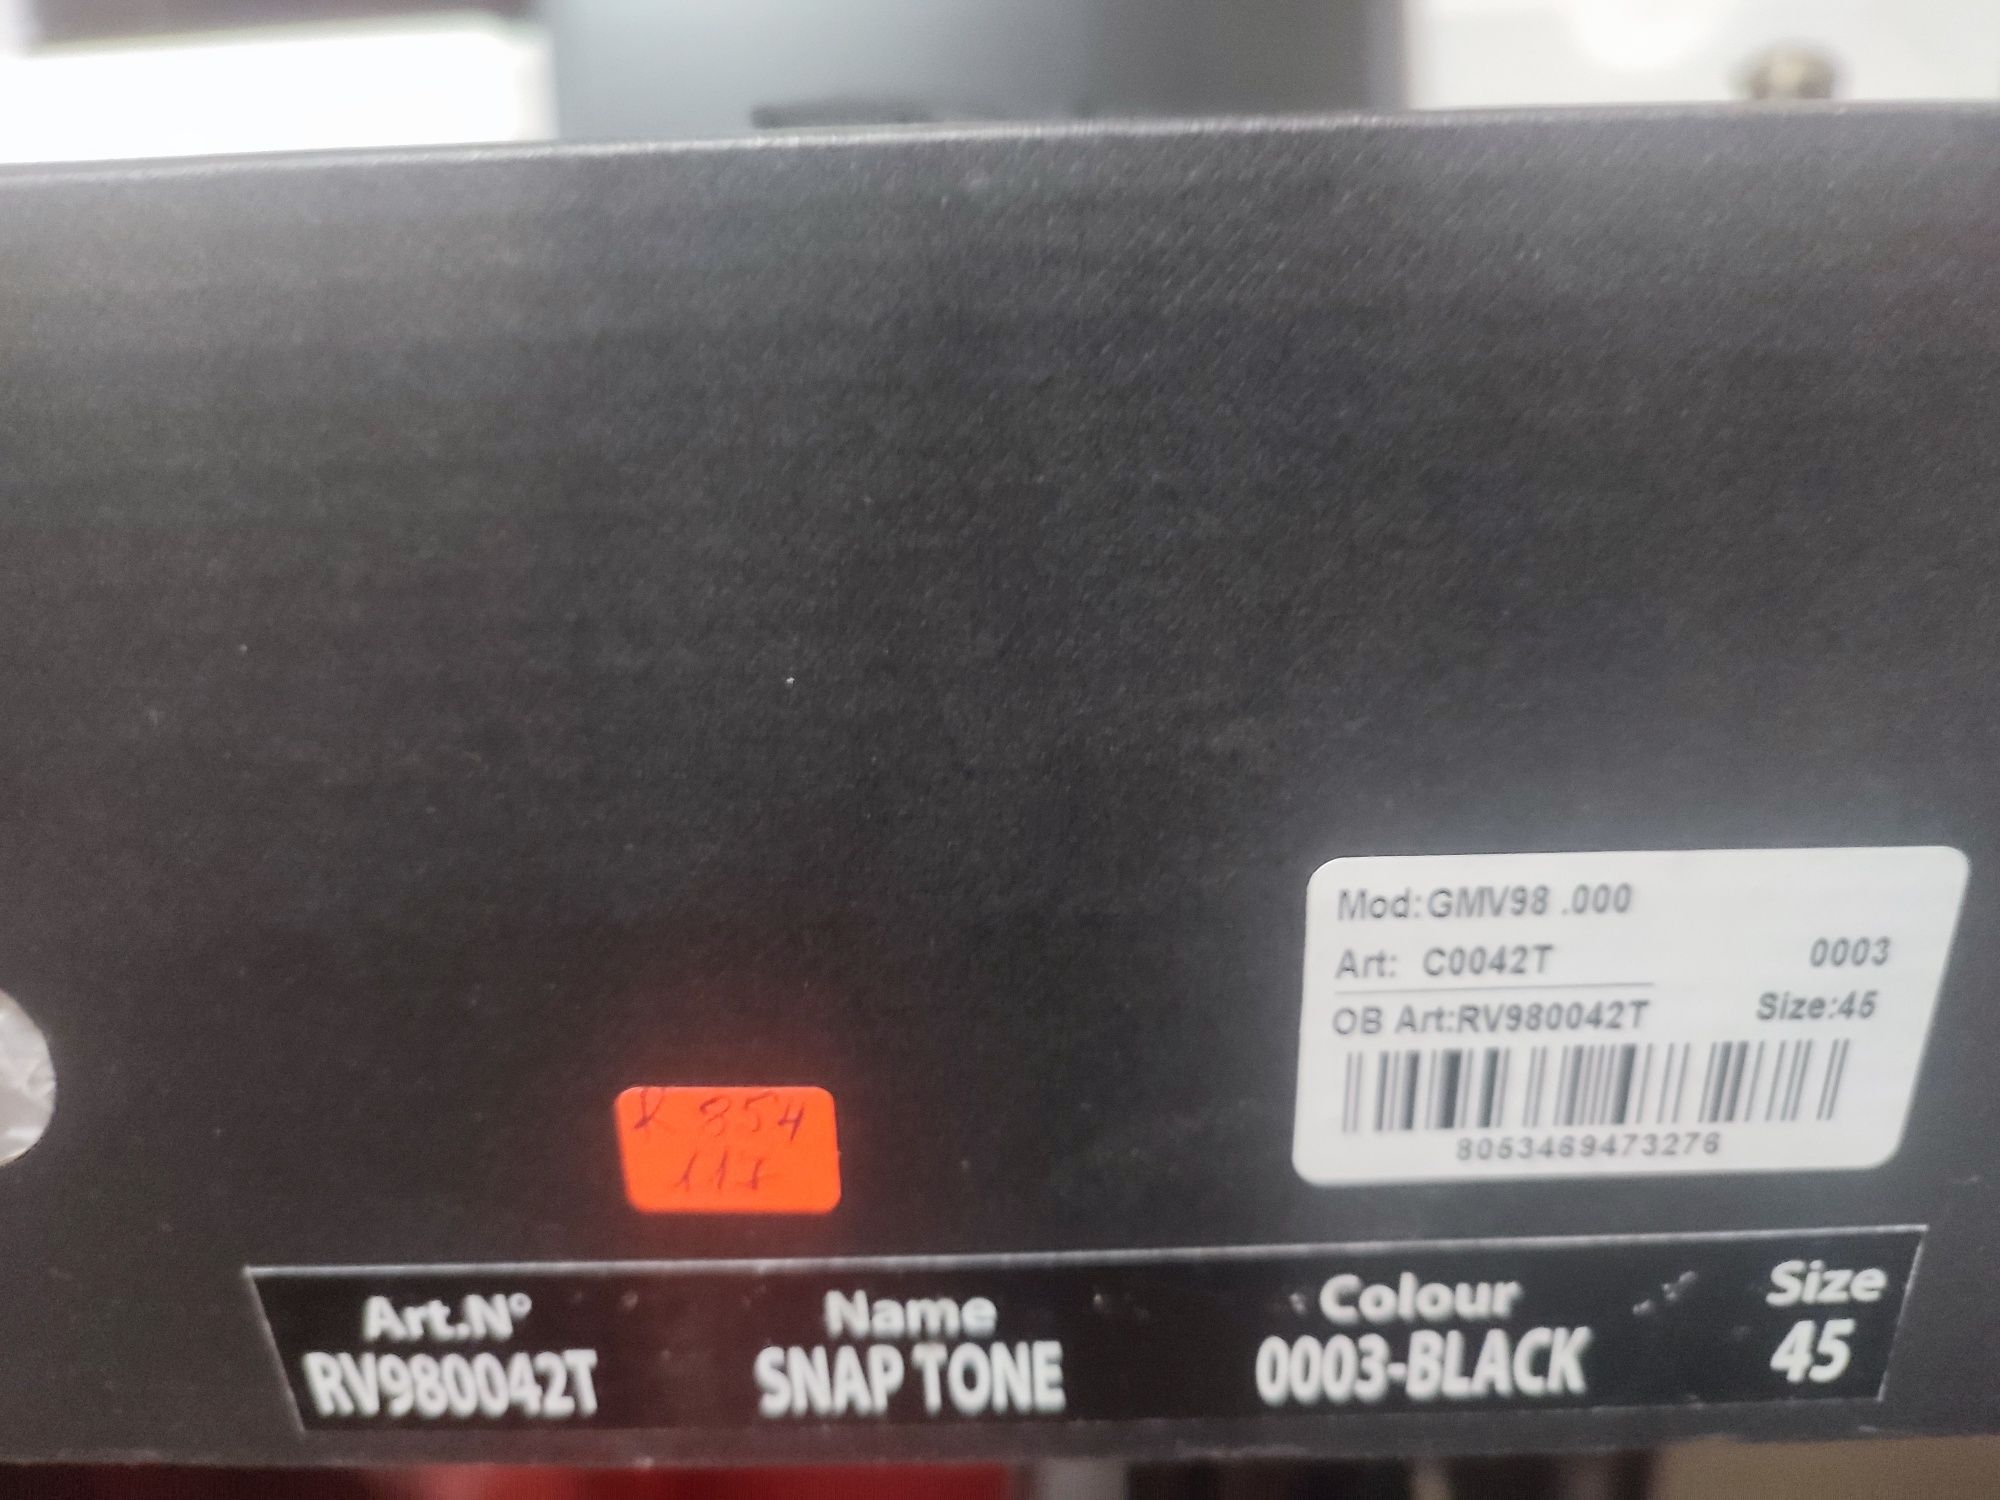 Mod:GMV98 .000
Art: C0042T 0003
OB Art:RV980042T Size:45
8053469473276
854
117
Art.N° Name Colour Size
RV980042T SNAP TONE 0003-BLACK 45